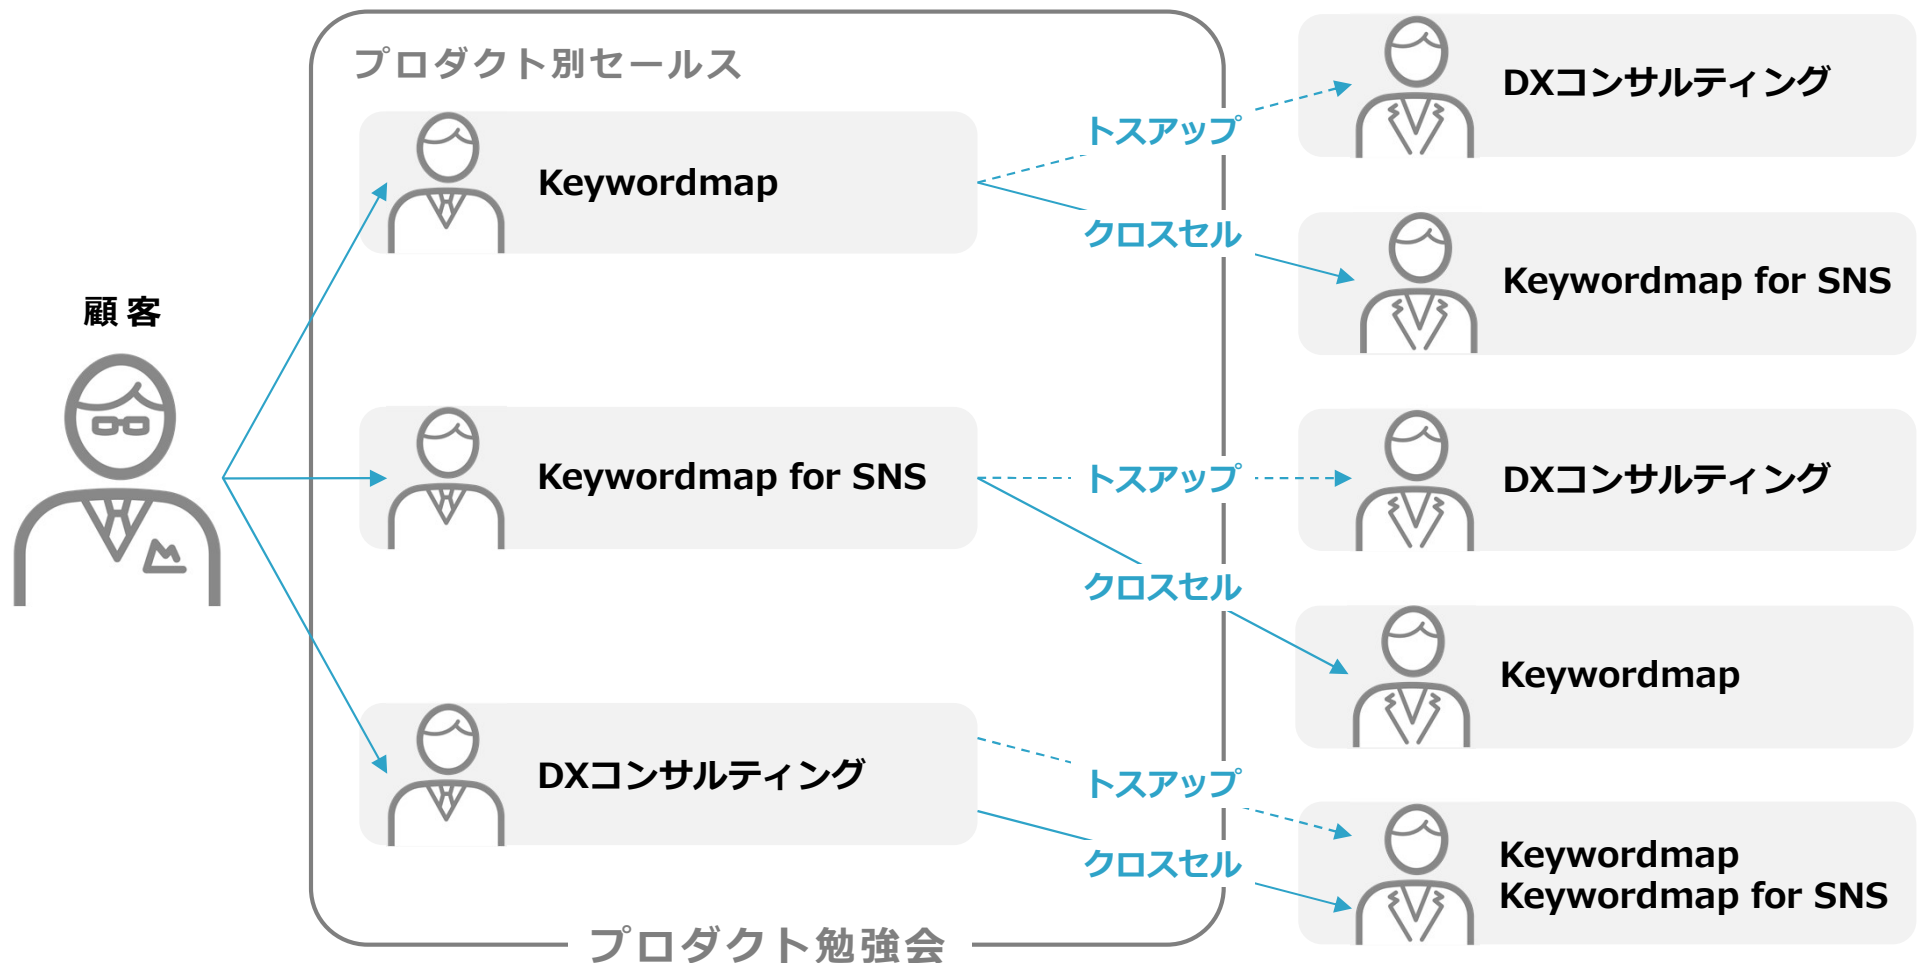 プロダクト別セールス
顧客
Keywordmap
Keywordmap for SNS
DXコンサルティング
トスアップ
クロスセル
トスアップ
クロスセル
トスアップ
クロスセル
DXコンサルティング
Keywordmap for SNS
DXコンサルティング
Keywordmap
Keywordmap
Keywordmap for SNS
プロダクト勉強会